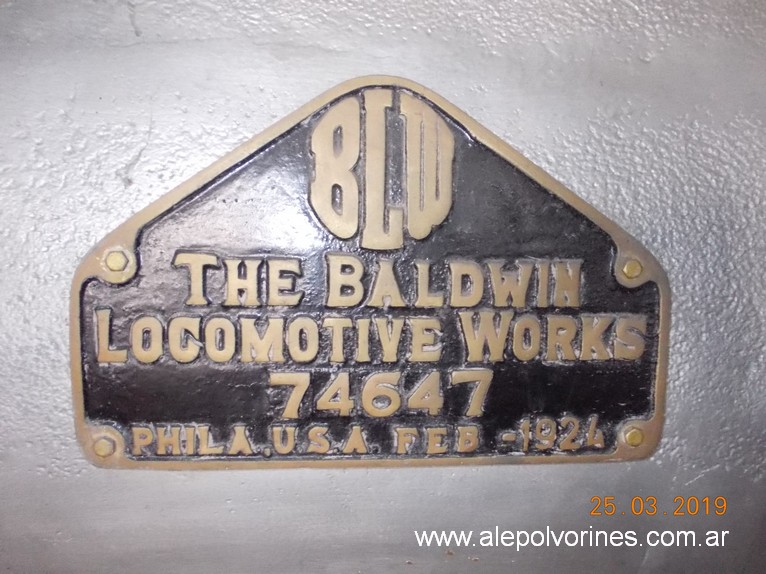 BLW
THE BALDWIN
LOCOMOTIVE WORKS
74647
PHILA. U.S.A. FEB - 1924
25.03.2019
www.alepolvorines.com.ar